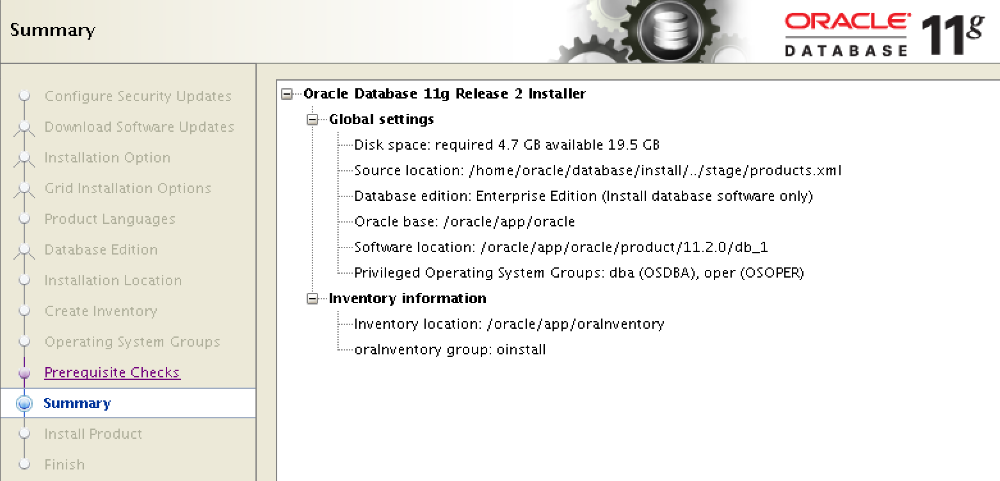 Summary
ORACLE
DATABASE
11g
Configure Security Updates
Download Software Updates
Installation Option
Grid Installation Options
Product Languages
Database Edition
Installation Location
Create Inventory
Operating System Groups
Prerequisite Checks
Summary
Install Product
Finish
Oracle Database 11g Release 2 Installer
Global settings
Disk space: required 4.7 GB available 19.5 GB
Source location: /home/oracle/database/install/../stage/products.xml
Database edition: Enterprise Edition (Install database software only)
Oracle base: /oracle/app/oracle
Software location: /oracle/app/oracle/product/11.2.0/db_1
Privileged Operating System Groups: dba (OSDBA), oper (OSOPER)
Inventory information
Inventory location: /oracle/app/oraInventory
oraInventory group: oinstall